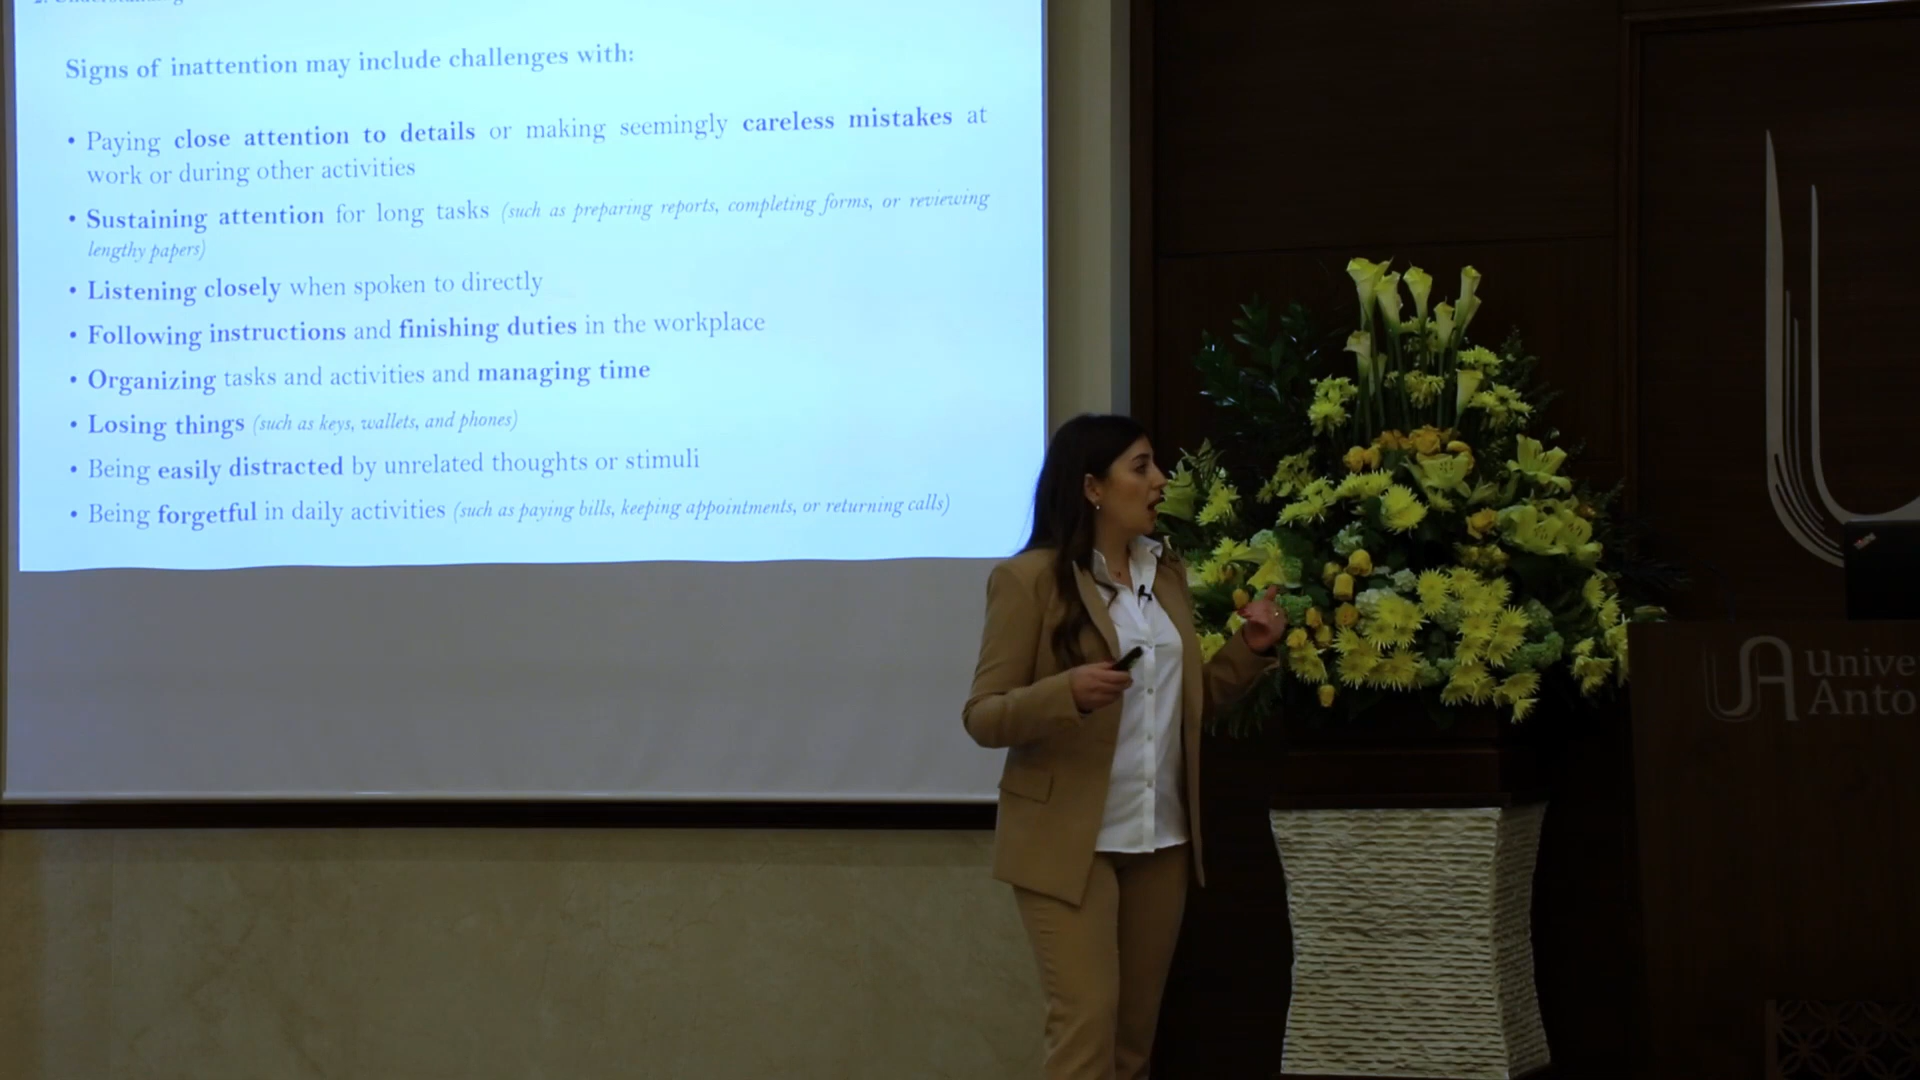 Signs of inattention may include challenges with:
• Paying close attention to details or making seemingly careless mistakes at
work or during other activities
• Sustaining attention for long tasks (such as preparing reports, completing forms, or reviewing
lengthy papers)
• Listening closely when spoken to directly
• Following instructions and finishing duties in the workplace
• Organizing tasks and activities and managing time
• Losing things (such as keys, wallets, and phones)
• Being easily distracted by unrelated thoughts or stimuli
• Being forgetful in daily activities (such as paying bills, keeping appointments, or returning calls)
UA
Unive
Anto